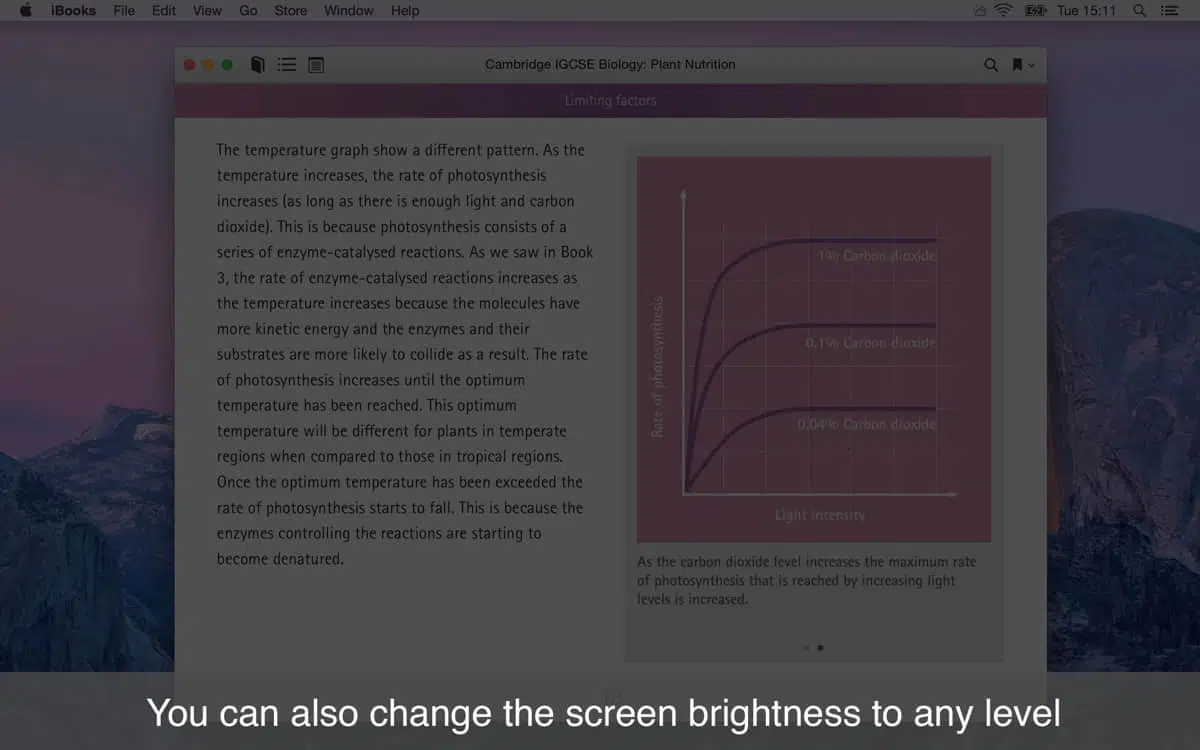 iBooks File Edit View Go Store Window Help Tue 15:11
Cambridge IGCSE Biology: Plant Nutrition
Limiting factors
The temperature graph show a different pattern. As the
temperature increases, the rate of photosynthesis
increases (as long as there is enough light and carbon
dioxide). This is because photosynthesis consists of a
series of enzyme-catalysed reactions. As we saw in Book
3, the rate of enzyme-catalysed reactions increases as
the temperature increases because the molecules have
more kinetic energy and the enzymes and their
substrates are more likely to collide as a result. The rate
of photosynthesis increases until the optimum
temperature has been reached. This optimum
temperature will be different for plants in temperate
regions when compared to those in tropical regions.
Once the optimum temperature has been exceeded the
rate of photosynthesis starts to fall. This is because the
enzymes controlling the reactions are starting to
become denatured.
Rate of photosynthesis
1% Carbon dioxide
0.1% Carbon dioxide
0.04% Carbon dioxide
Light intensity
As the carbon dioxide level increases the maximum rate
of photosynthesis that is reached by increasing light
levels is increased.
You can also change the screen brightness to any level